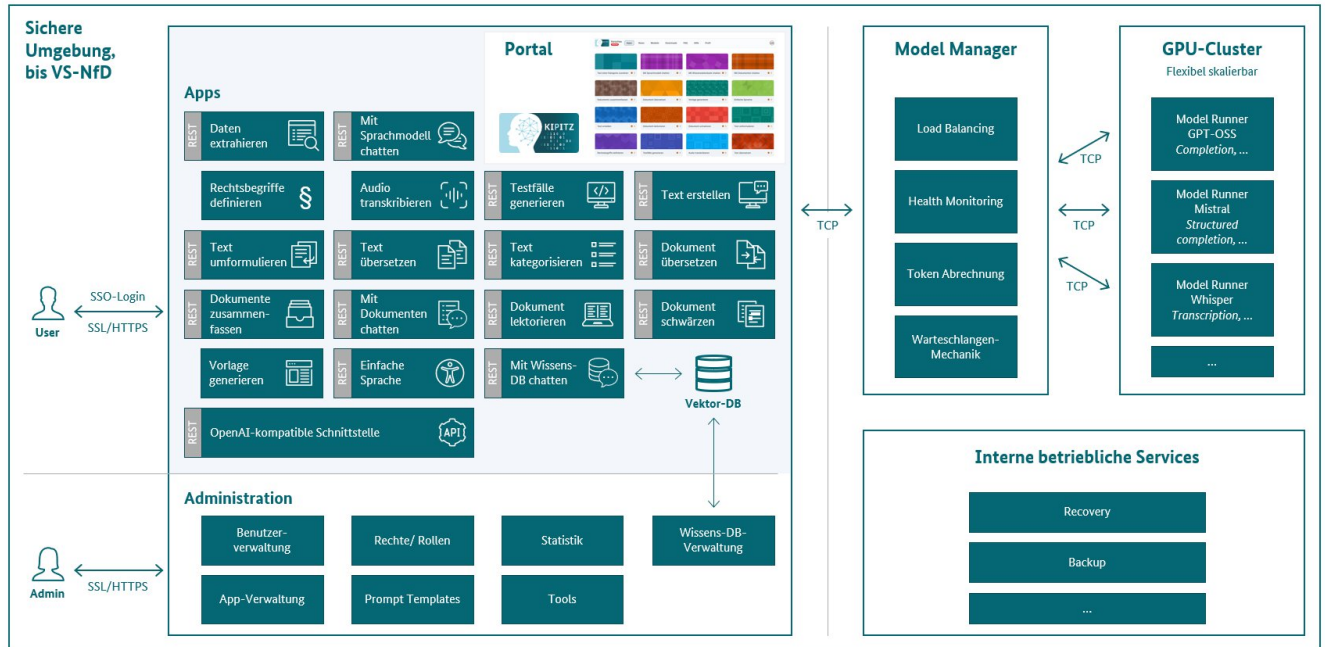 Sichere
Umgebung,
bis VS-NfD
User
SSO-Login
SSL/HTTPS
Admin
SSL/HTTPS
Apps
Portal
KIPITZ
REST
Daten
extrahieren
REST
Mit
Sprachmodell
chatten
Rechtsbegriffe
definieren
§
Audio
transkribieren
REST
Testfälle
generieren
</>
REST
Text erstellen
REST
Text
umformulieren
REST
Text
übersetzen
REST
Text
kategorisieren
REST
Dokument
übersetzen
REST
Dokumente
zusammen-
fassen
REST
Mit
Dokumenten
chatten
REST
Dokument
lektorieren
REST
Dokument
schwärzen
Vorlage
generieren
REST
Einfache
Sprache
REST
Mit Wissens-
DB chatten
Vektor-DB
REST
OpenAI-kompatible Schnittstelle
API
Administration
Benutzer-
verwaltung
Rechte/ Rollen
Statistik
Wissens-DB-
Verwaltung
App-Verwaltung
Prompt Templates
Tools
TCP
Model Manager
Load Balancing
Health Monitoring
Token Abrechnung
Warteschlangen-
Mechanik
TCP
TCP
TCP
GPU-Cluster
Flexibel skalierbar
Model Runner
GPT-OSS
Completion, ...
Model Runner
Mistral
Structured
completion, ...
Model Runner
Whisper
Transcription, ...
...
Interne betriebliche Services
Recovery
Backup
...